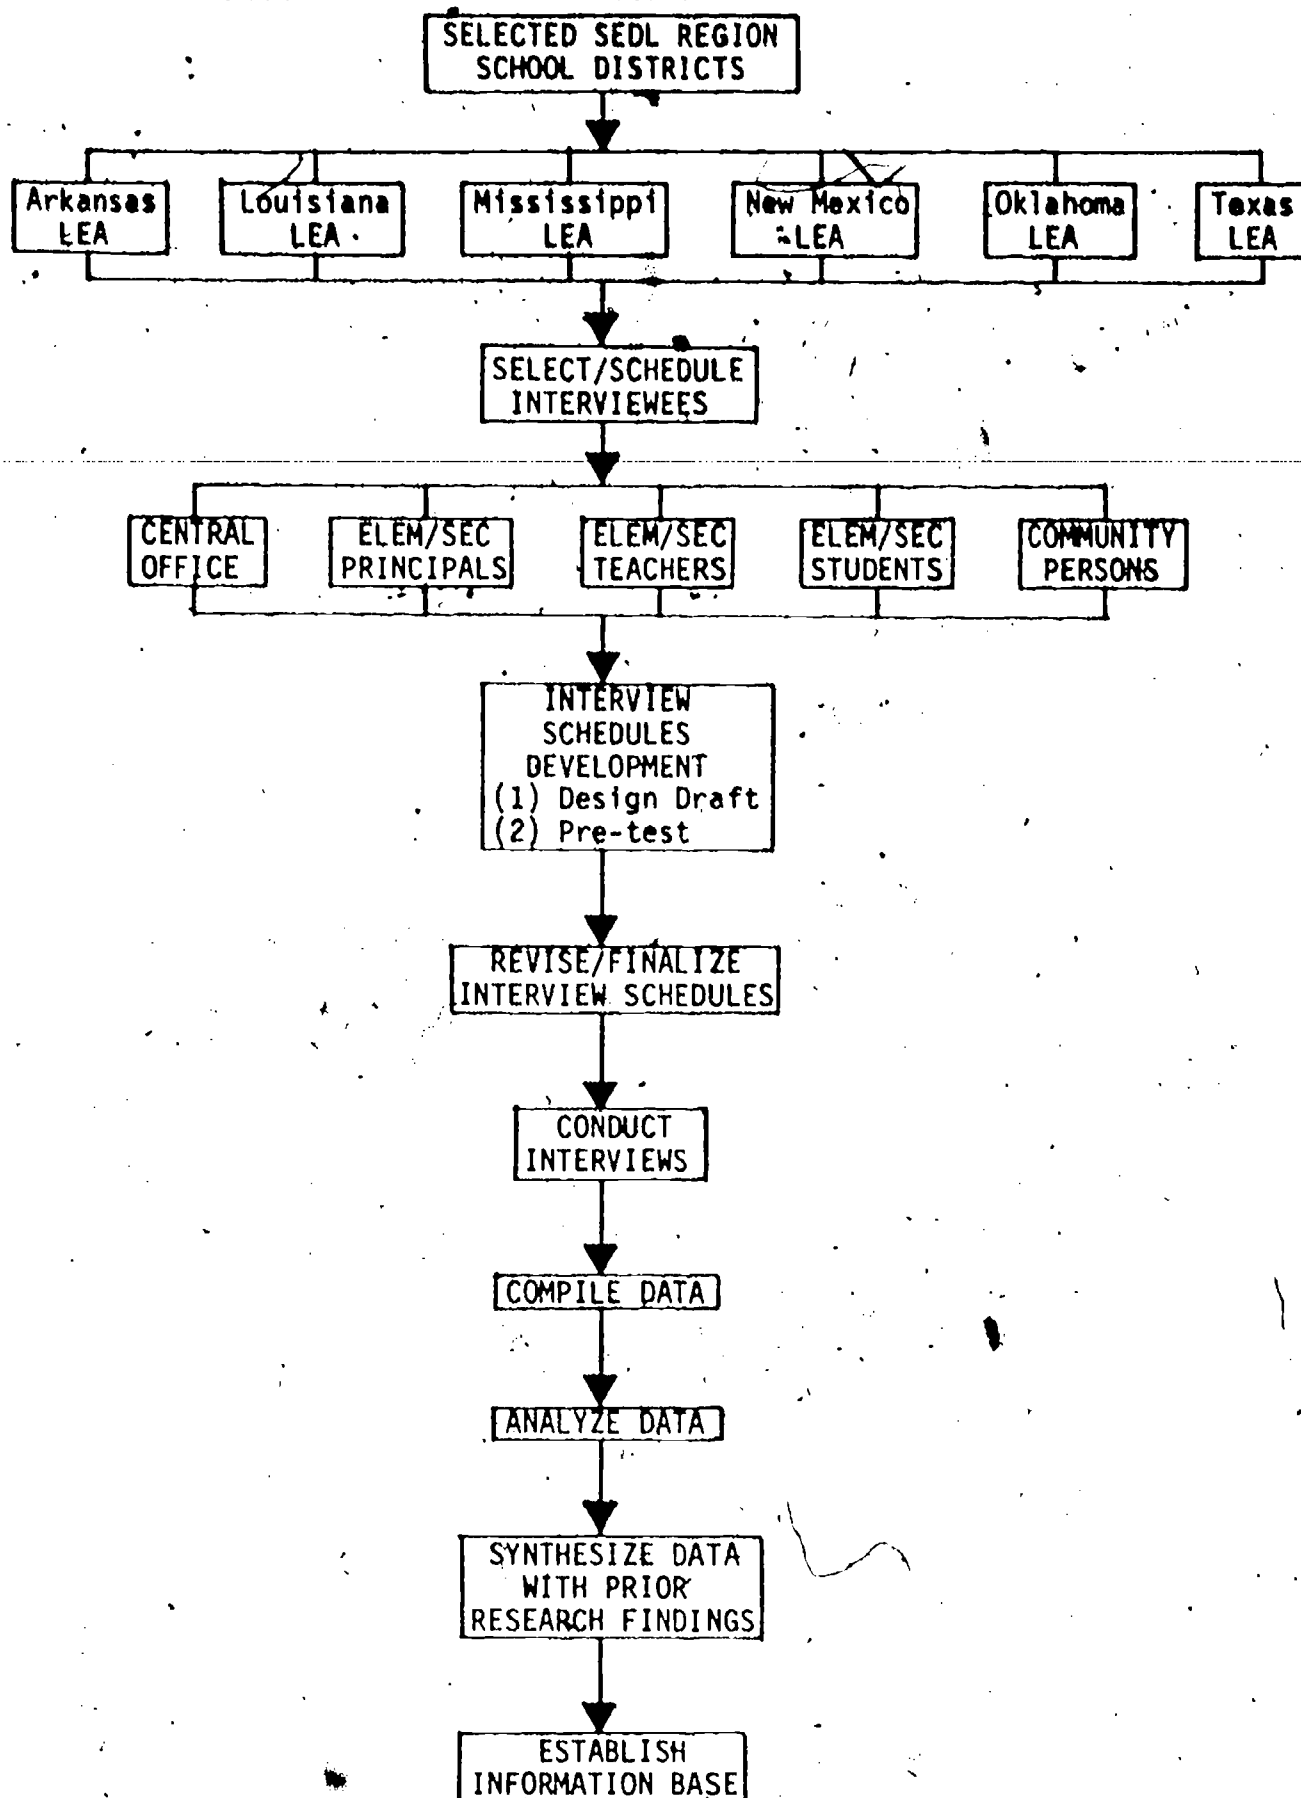 SELECTED SEDL REGION
SCHOOL DISTRICTS
Arkansas
LEA
Louisiana
LEA
Mississippi
LEA
New Mexico
LEA
Oklahoma
LEA
Texas
LEA
SELECT/SCHEDULE
INTERVIEWEES
CENTRAL
OFFICE
ELEM/SEC
PRINCIPALS
ELEM/SEC
TEACHERS
ELEM/SEC
STUDENTS
COMMUNITY
PERSONS
INTERVIEW
SCHEDULES
DEVELOPMENT
(1) Design Draft
(2) Pre-test
REVISE/FINALIZE
INTERVIEW SCHEDULES
CONDUCT
INTERVIEWS
COMPILE DATA
ANALYZE DATA
SYNTHESIZE DATA
WITH PRIOR
RESEARCH FINDINGS
ESTABLISH
INFORMATION BASE